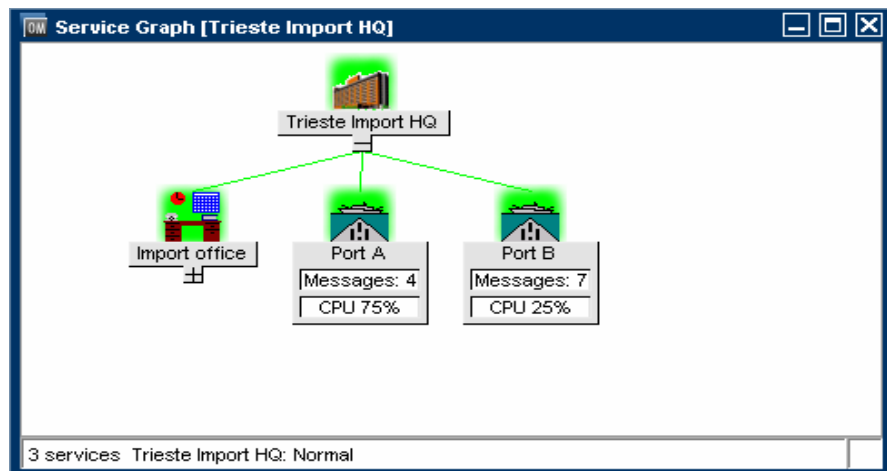 OM Service Graph [Trieste Import HQ]
Trieste Import HQ
Import office
Port A
Messages: 4
CPU 75%
Port B
Messages: 7
CPU 25%
3 services Trieste Import HQ: Normal